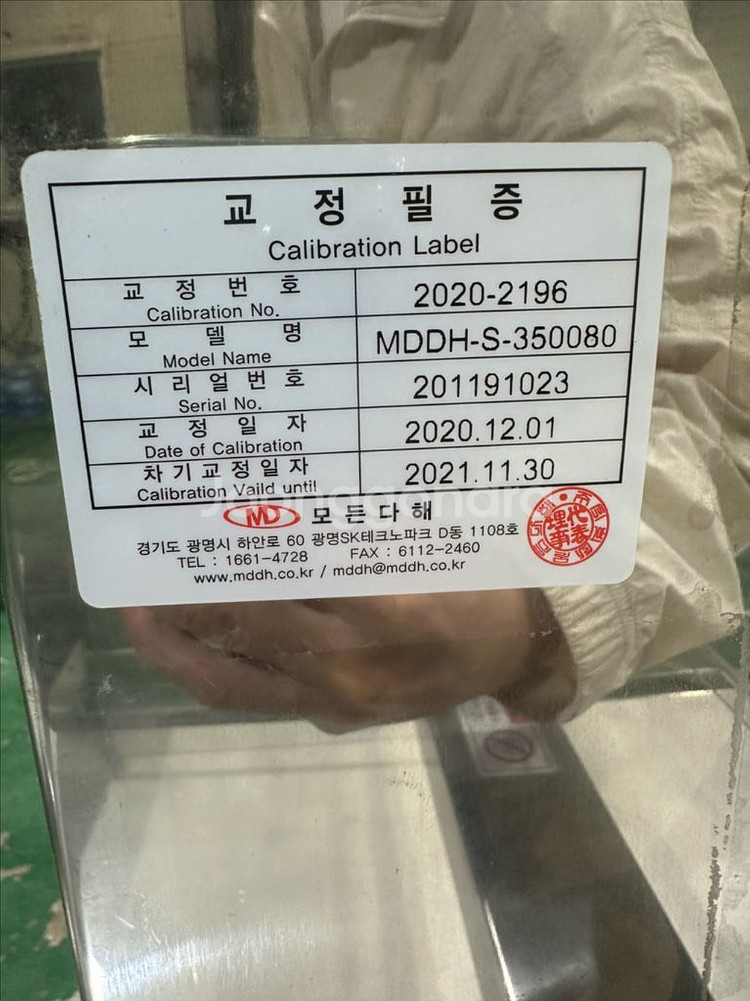 교 정 필 증
Calibration Label
교 정 번 호
Calibration No.
2020-2196
모 델 명
Model Name
MDDH-S-350080
시 리 얼 번 호
Serial No.
201191023
교 정 일 자
Date of Calibration
2020.12.01
차 기 교 정 일 자
Calibration Vaild until
2021.11.30
MD 모든다해
경기도 광명시 하안로 60 광명SK테크노파크 D동 1108호
TEL : 1661-4728 FAX : 6112-2460
www.mddh.co.kr / mddh@mddh.co.kr